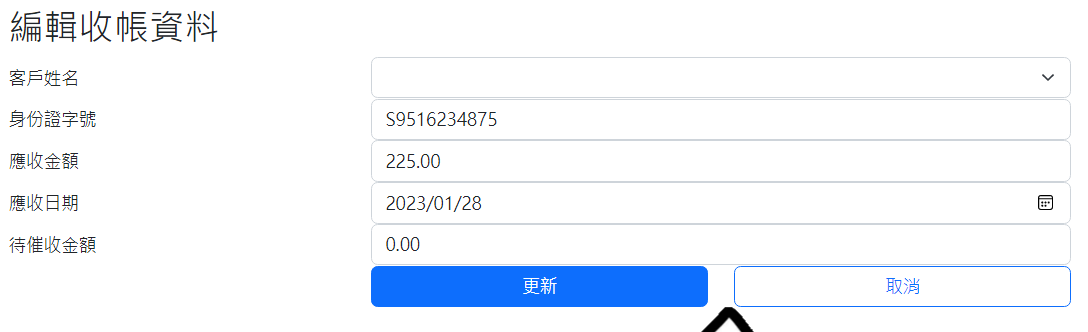 編輯收帳資料
客戶姓名
身份證字號 S9516234875
應收金額 225.00
應收日期 2023/01/28
待催收金額 0.00
更新 取消